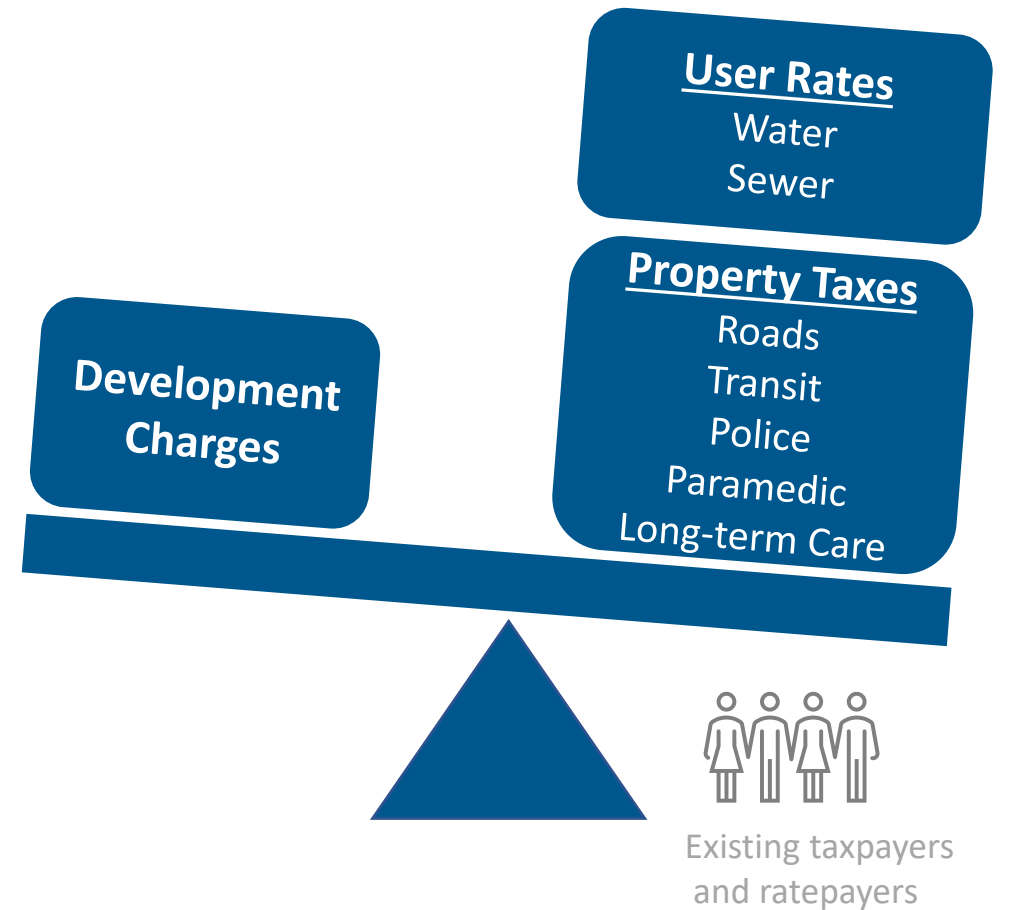 User Rates
Water
Sewer
Property Taxes
Roads
Transit
Police
Paramedic
Long-term Care
Development
Charges
Existing taxpayers
and ratepayers